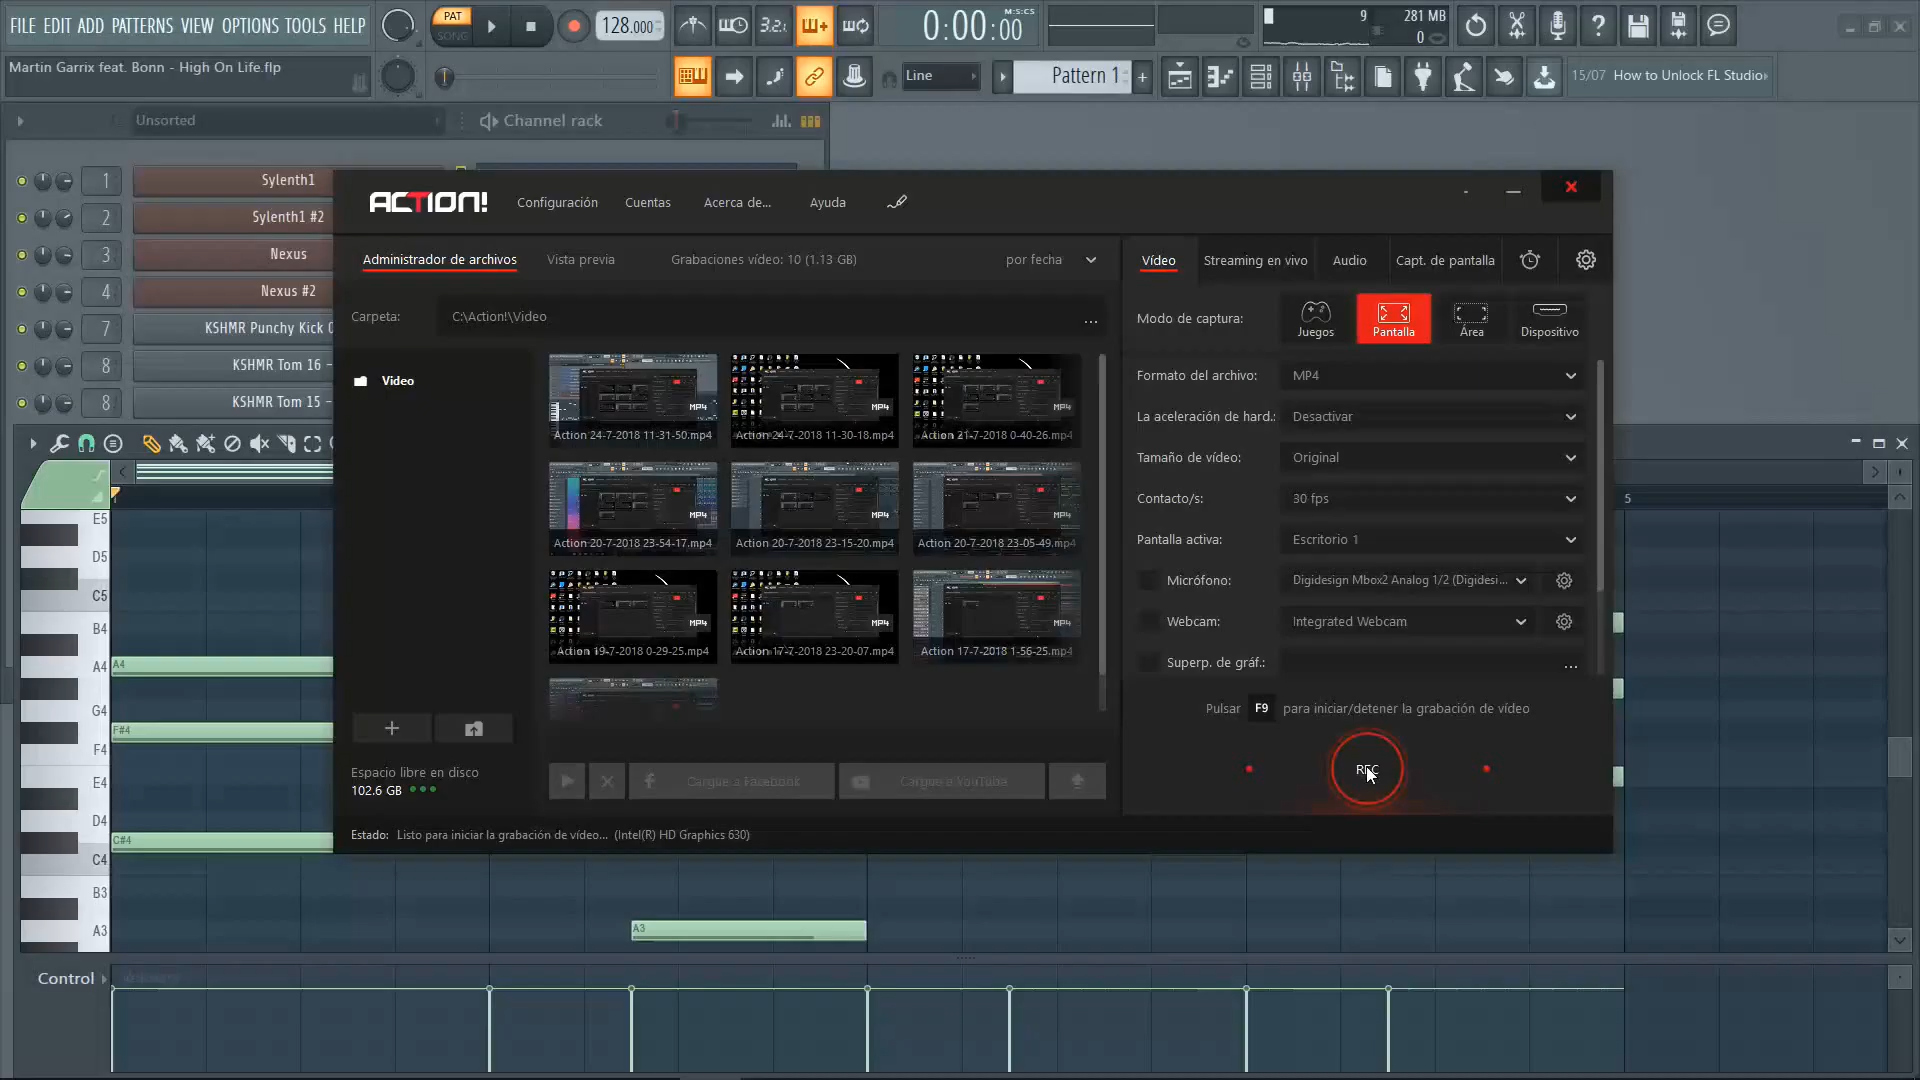 FILE EDIT ADD PATTERNS VIEW OPTIONS TOOLS HELP
PAT
SONG
128.000
3.2.
0:00:00
M:S:CS
9
281 MB
0
Martin Garrix feat. Bonn - High On Life.flp
Line
Pattern 1
15/07 How to Unlock FL Studio
Unsorted
Channel rack
1 Sylenth1
2 Sylenth1 #2
3 Nexus
4 Nexus #2
7 KSHMR Punchy Kick 0
8 KSHMR Tom 16 -
8 KSHMR Tom 15 -
ACTION!
Configuración
Cuentas
Acerca de...
Ayuda
Administrador de archivos
Vista previa
Grabaciones vídeo: 10 (1.13 GB)
por fecha
Carpeta:
C:\Action!\Video
...
Video
MP4
Action 24-7-2018 11-31-50.mp4
MP4
Action 24-7-2018 11-30-18.mp4
MP4
Action 21-7-2018 0-40-26.mp4
MP4
Action 20-7-2018 23-54-17.mp4
MP4
Action 20-7-2018 23-15-20.mp4
MP4
Action 20-7-2018 23-05-49.mp4
MP4
Action 19-7-2018 0-29-25.mp4
MP4
Action 17-7-2018 23-20-07.mp4
MP4
Action 17-7-2018 1-56-25.mp4
Espacio libre en disco
102.6 GB
Cargue a Facebook
Cargue a YouTube
Estado: Listo para iniciar la grabación de vídeo... (Intel(R) HD Graphics 630)
Vídeo
Streaming en vivo
Audio
Capt. de pantalla
Modo de captura:
Juegos
Pantalla
Área
Dispositivo
Formato del archivo: MP4
La aceleración de hard.: Desactivar
Tamaño de vídeo: Original
Contacto/s: 30 fps
Pantalla activa: Escritorio 1
Micrófono: Digidesign Mbox2 Analog 1/2 (Digidesi...
Webcam: Integrated Webcam
Superp. de gráf.: ...
Pulsar F9 para iniciar/detener la grabación de vídeo
REC
5
E5
D5
C5
B4
A4
A4
G4
F#4
F4
E4
D4
C#4
C4
B3
A3
A3
Control